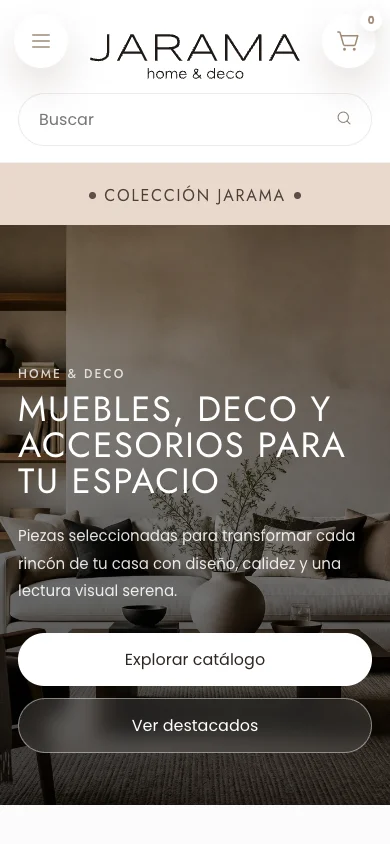 0
JARAMA
home & deco
Buscar
• COLECCIÓN JARAMA •
HOME & DECO
MUEBLES, DECO Y
ACCESORIOS PARA
TU ESPACIO
Piezas seleccionadas para transformar cada
rincón de tu casa con diseño, calidez y una
lectura visual serena.
Explorar catálogo
Ver destacados